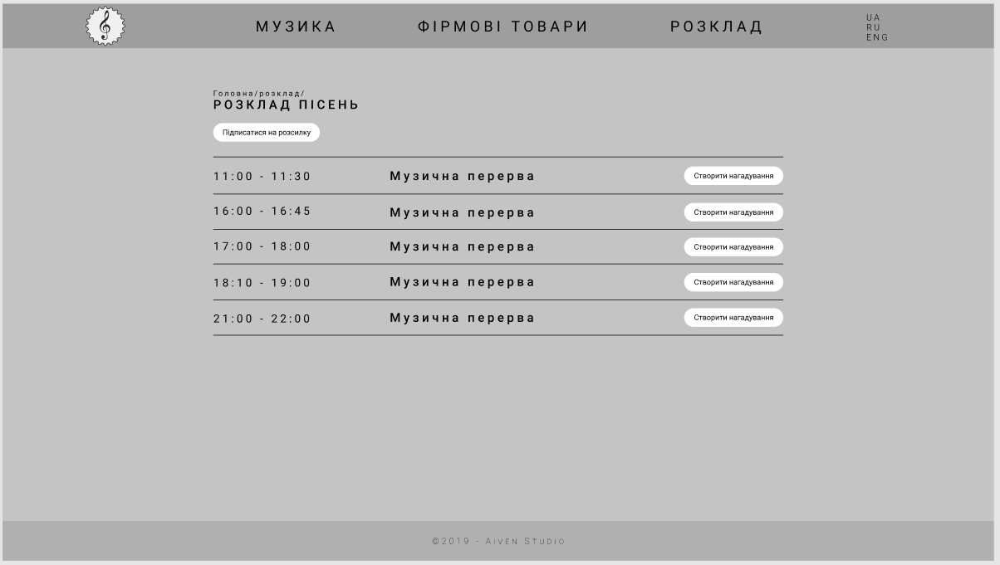 МУЗИКА
ФІРМОВІ ТОВАРИ
РОЗКЛАД
UA
RU
ENG
Головна/розклад/
РОЗКЛАД ПІСЕНЬ
Підписатися на розсилку
11:00 - 11:30 Музична перерва Створити нагадування
16:00 - 16:45 Музична перерва Створити нагадування
17:00 - 18:00 Музична перерва Створити нагадування
18:10 - 19:00 Музична перерва Створити нагадування
21:00 - 22:00 Музична перерва Створити нагадування
©2019 - Aiven Studio